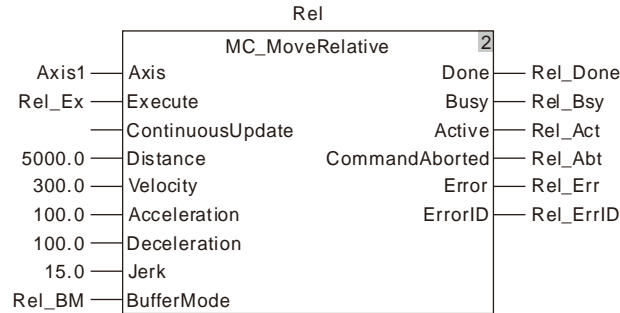 Rel
MC_MoveRelative 2
Axis1 Axis Done Rel_Done
Rel_Ex Execute Busy Rel_Bsy
ContinuousUpdate Active Rel_Act
5000.0 Distance CommandAborted Rel_Abt
300.0 Velocity Error Rel_Err
100.0 Acceleration ErrorID Rel_ErrID
100.0 Deceleration
15.0 Jerk
Rel_BM BufferMode